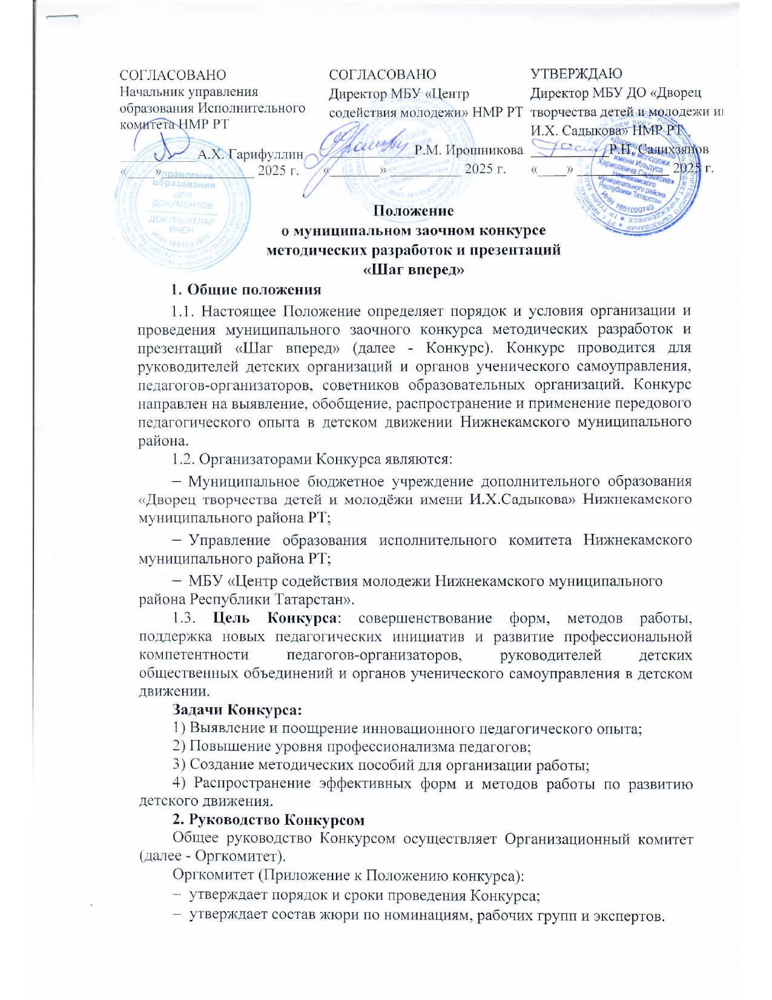 СОГЛАСОВАНО
Начальник управления
образования Исполнительного
комитета НМР РТ
____________А.Х. Гарифуллин
«____»______________ 2025 г.
СОГЛАСОВАНО
Директор МБУ «Центр
содействия молодежи» НМР РТ
____________Р.М. Ирошникова
«_______» __________ 2025 г.
УТВЕРЖДАЮ
Директор МБУ ДО «Дворец
творчества детей и молодежи им
И.Х. Садыкова» НМР РТ
___________Р.Н. Салихзянов
«____» _____________ 2025 г.
Управление
образования
ДЛЯ
ДОКУМЕНТОВ
ДОКУМЕНТЛАР
ӨЧЕН
ИНН 1651044874
«Дворец творчества
детей и молодежи
имени Ильдуса
Харисовича Садыкова»
Нижнекамского
муниципального района
Республики Татарстан
ИНН 1651029749
Положение
о муниципальном заочном конкурсе
методических разработок и презентаций
«Шаг вперед»
1. Общие положения
1.1. Настоящее Положение определяет порядок и условия организации и
проведения муниципального заочного конкурса методических разработок и
презентаций «Шаг вперед» (далее - Конкурс). Конкурс проводится для
руководителей детских организаций и органов ученического самоуправления,
педагогов-организаторов, советников образовательных организаций. Конкурс
направлен на выявление, обобщение, распространение и применение передового
педагогического опыта в детском движении Нижнекамского муниципального
района.
1.2. Организаторами Конкурса являются:
– Муниципальное бюджетное учреждение дополнительного образования
«Дворец творчества детей и молодёжи имени И.Х.Садыкова» Нижнекамского
муниципального района РТ;
– Управление образования исполнительного комитета Нижнекамского
муниципального района РТ;
– МБУ «Центр содействия молодежи Нижнекамского муниципального
района Республики Татарстан».
1.3. Цель Конкурса: совершенствование форм, методов работы,
поддержка новых педагогических инициатив и развитие профессиональной
компетентности педагогов-организаторов, руководителей детских
общественных объединений и органов ученического самоуправления в детском
движении.
Задачи Конкурса:
1) Выявление и поощрение инновационного педагогического опыта;
2) Повышение уровня профессионализма педагогов;
3) Создание методических пособий для организации работы;
4) Распространение эффективных форм и методов работы по развитию
детского движения.
2. Руководство Конкурсом
Общее руководство Конкурсом осуществляет Организационный комитет
(далее - Оргкомитет).
Оргкомитет (Приложение к Положению конкурса):
– утверждает порядок и сроки проведения Конкурса;
– утверждает состав жюри по номинациям, рабочих групп и экспертов.